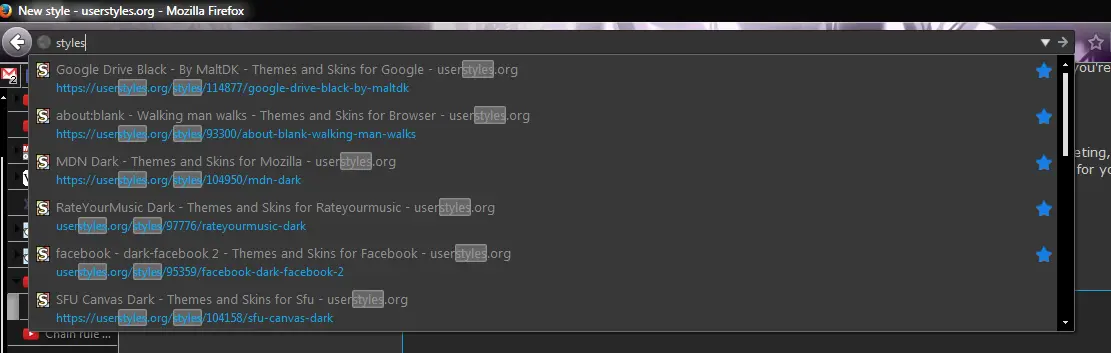 New style - userstyles.org - Mozilla Firefox
styles
Google Drive Black - By MaltDK - Themes and Skins for Google - userstyles.org
https://userstyles.org/styles/114877/google-drive-black-by-maltdk
you're
about:blank - Walking man walks - Themes and Skins for Browser - userstyles.org
https://userstyles.org/styles/93300/about-blank-walking-man-walks
MDN Dark - Themes and Skins for Mozilla - userstyles.org
eting,
https://userstyles.org/styles/104950/mdn-dark
for yo
RateYourMusic Dark - Themes and Skins for Rateyourmusic - userstyles.org
userstyles.org/styles/97776/rateyourmusic-dark
facebook - dark-facebook 2 - Themes and Skins for Facebook - userstyles.org
userstyles.org/styles/95359/facebook-dark-facebook-2
SFU Canvas Dark - Themes and Skins for Sfu - userstyles.org
https://userstyles.org/styles/104158/sfu-canvas-dark
Chain rule ...